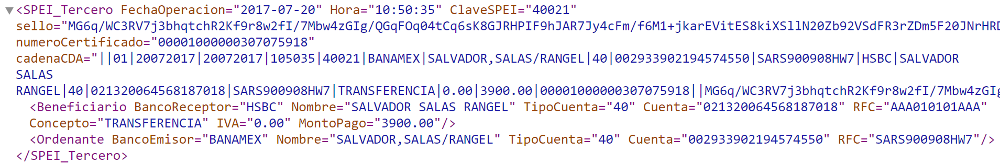 <SPEI_Tercero FechaOperacion="2017-07-20" Hora="10:50:35" ClaveSPEI="40021"
sello="MG6q/WC3RV7j3bhqtchR2Kf9r8w2fI/7Mbw4zGIg/QGqFOq04tCq6sK8GJRHPIF9hJAR7Jy4cFm/f6M1+jkarEVitES8kiXSllN20Zb92VSdFR3rZDm5F20JNrHRD
numeroCertificado="00001000000307075918"
cadenaCDA="||01|20072017|20072017|105035|40021|BANAMEX|SALVADOR,SALAS/RANGEL|40|002933902194574550|SARS900908HW7|HSBC|SALVADOR
SALAS
RANGEL|40|021320064568187018|SARS900908HW7|TRANSFERENCIA|0.00|3900.00|00001000000307075918||MG6q/WC3RV7j3bhqtchR2Kf9r8w2fI/7Mbw4zGIg
<Beneficiario BancoReceptor="HSBC" Nombre="SALVADOR SALAS RANGEL" TipoCuenta="40" Cuenta="021320064568187018" RFC="AAA010101AAA"
Concepto="TRANSFERENCIA" IVA="0.00" MontoPago="3900.00"/>
<Ordenante BancoEmisor="BANAMEX" Nombre="SALVADOR,SALAS/RANGEL" TipoCuenta="40" Cuenta="002933902194574550" RFC="SARS900908HW7"/>
</SPEI_Tercero>